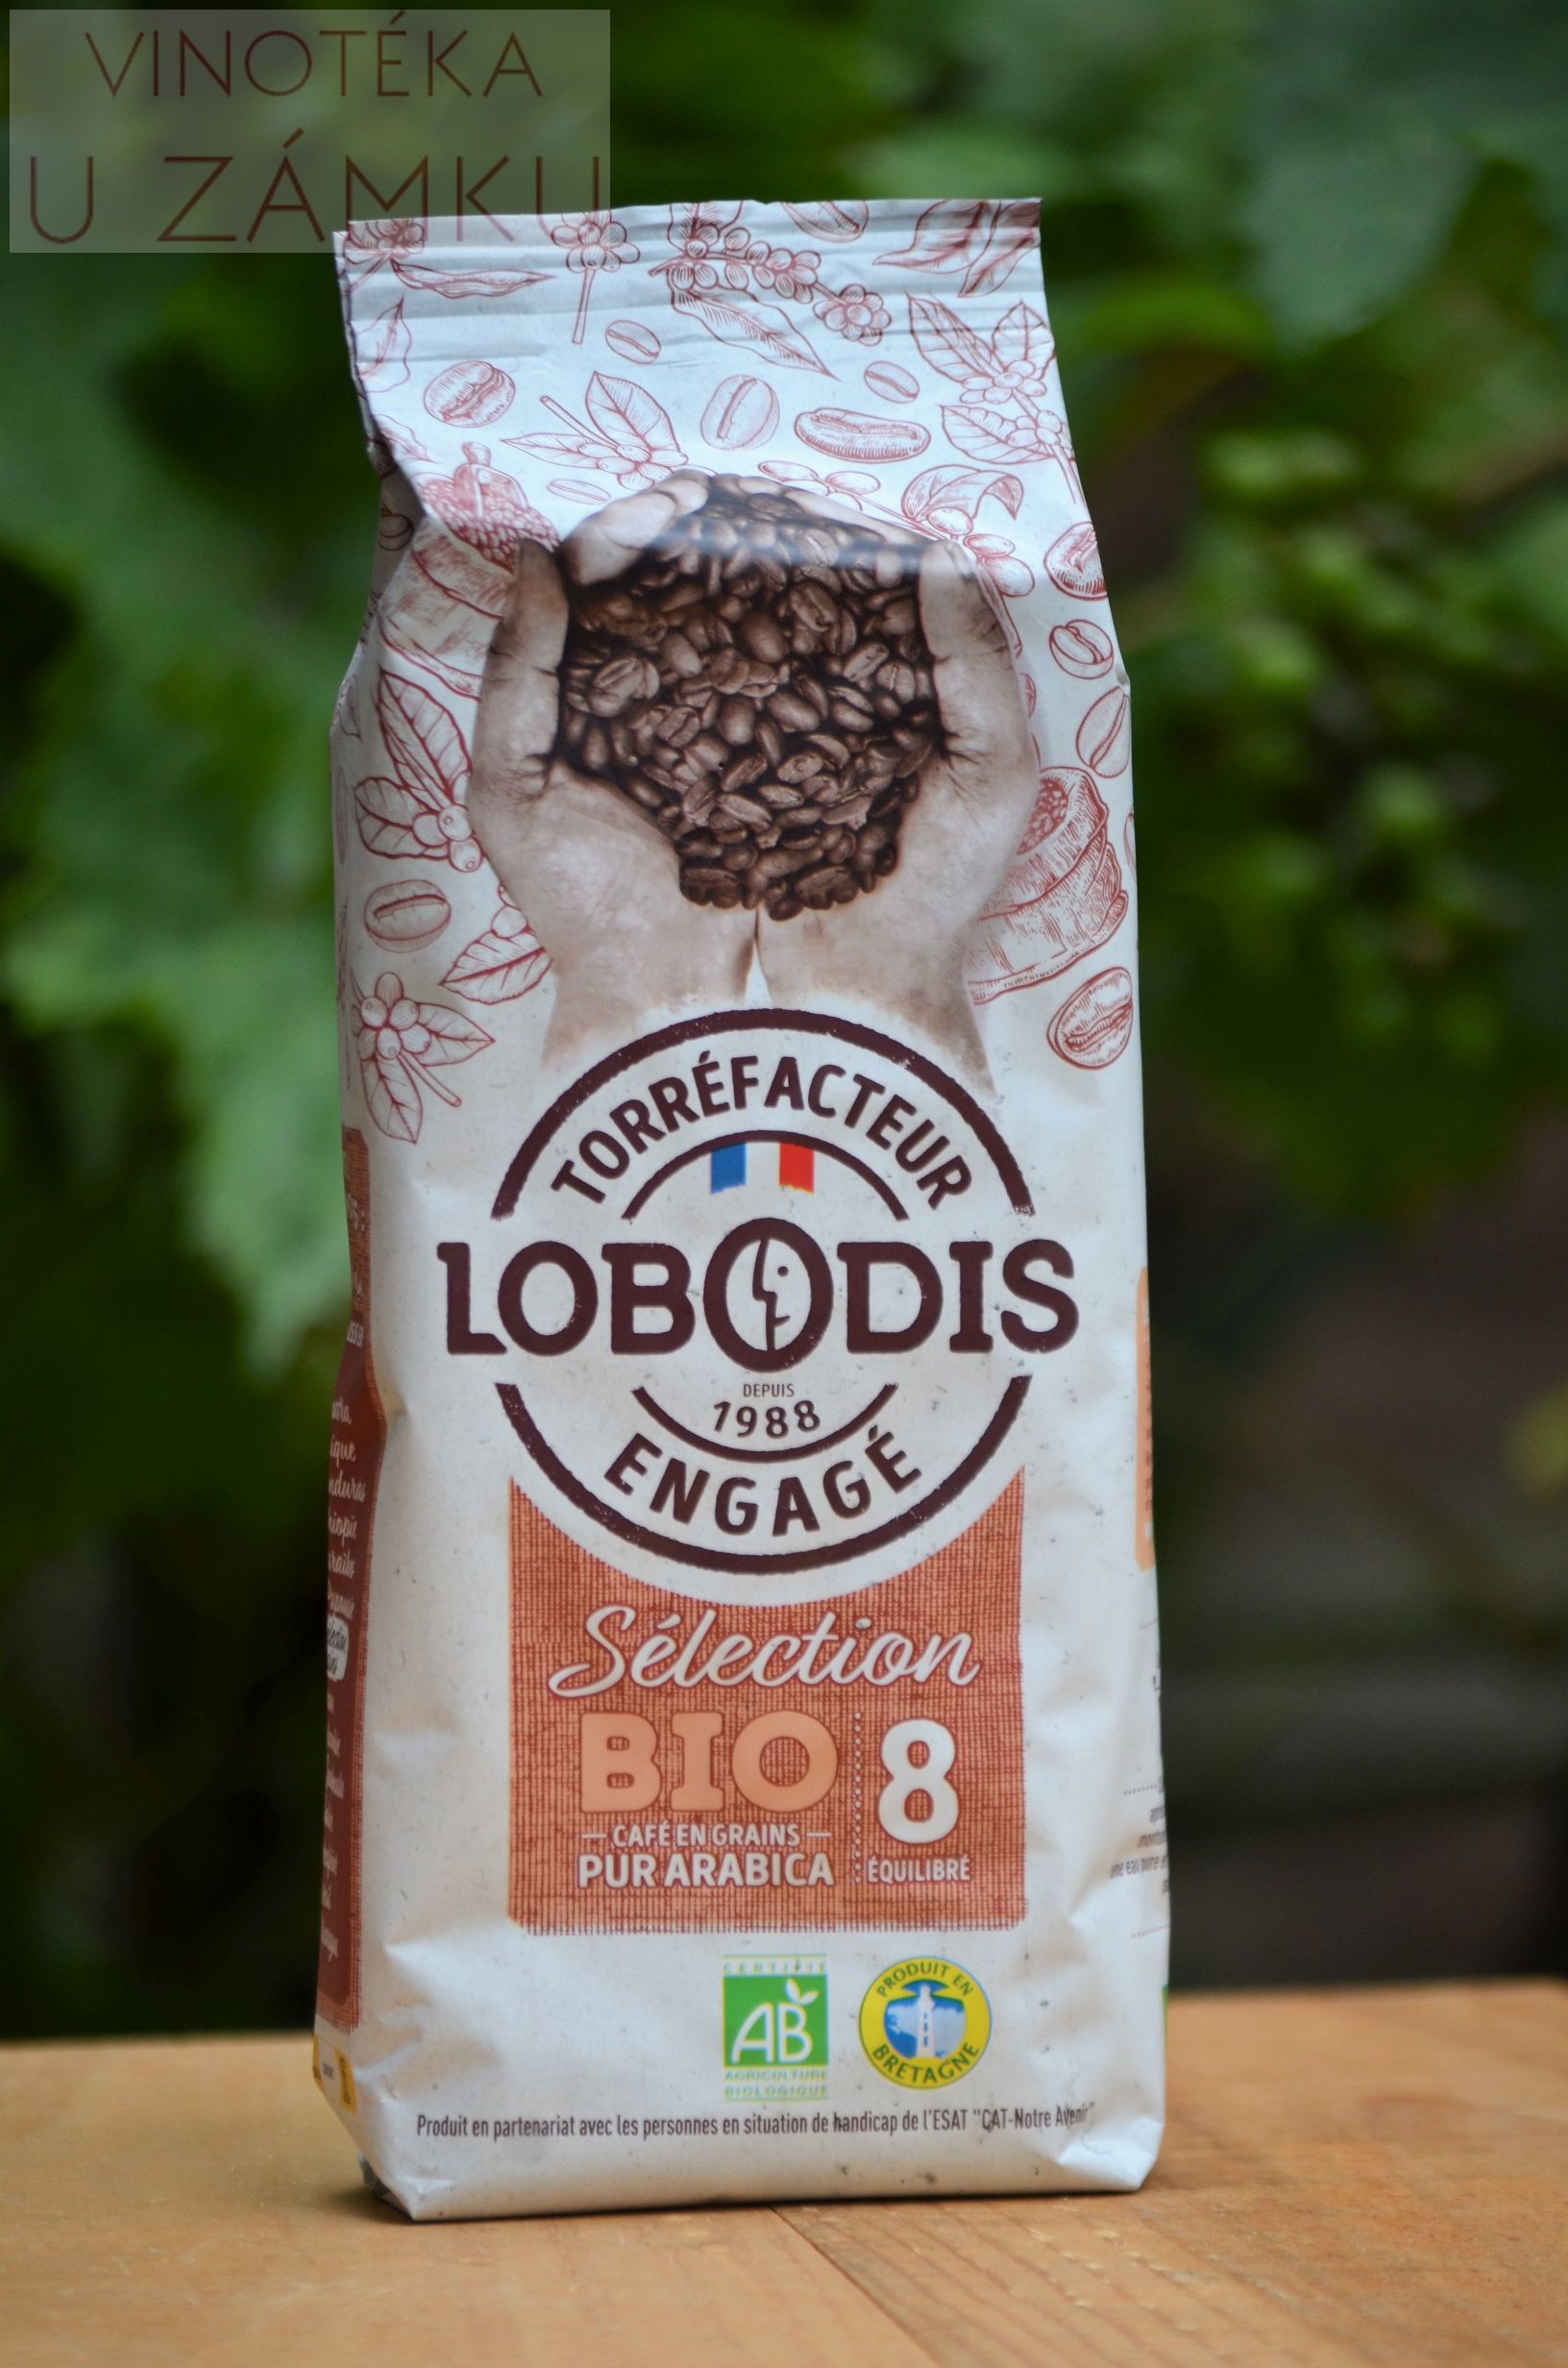 VINOTÉKA
U ZÁMKU
TORRÉFACTEUR
LOBODIS
DEPUIS
1988
ENGAGÉ
Sélection
BIO
8
CAFÉ EN GRAINS
PUR ARABICA
ÉQUILIBRÉ
CERTIFIÉ
AB
AGRICULTURE
BIOLOGIQUE
PRODUIT EN
BRETAGNE
Produit en partenariat avec les personnes en situation de handicap de l'ESAT "CAT-Notre Avenir"